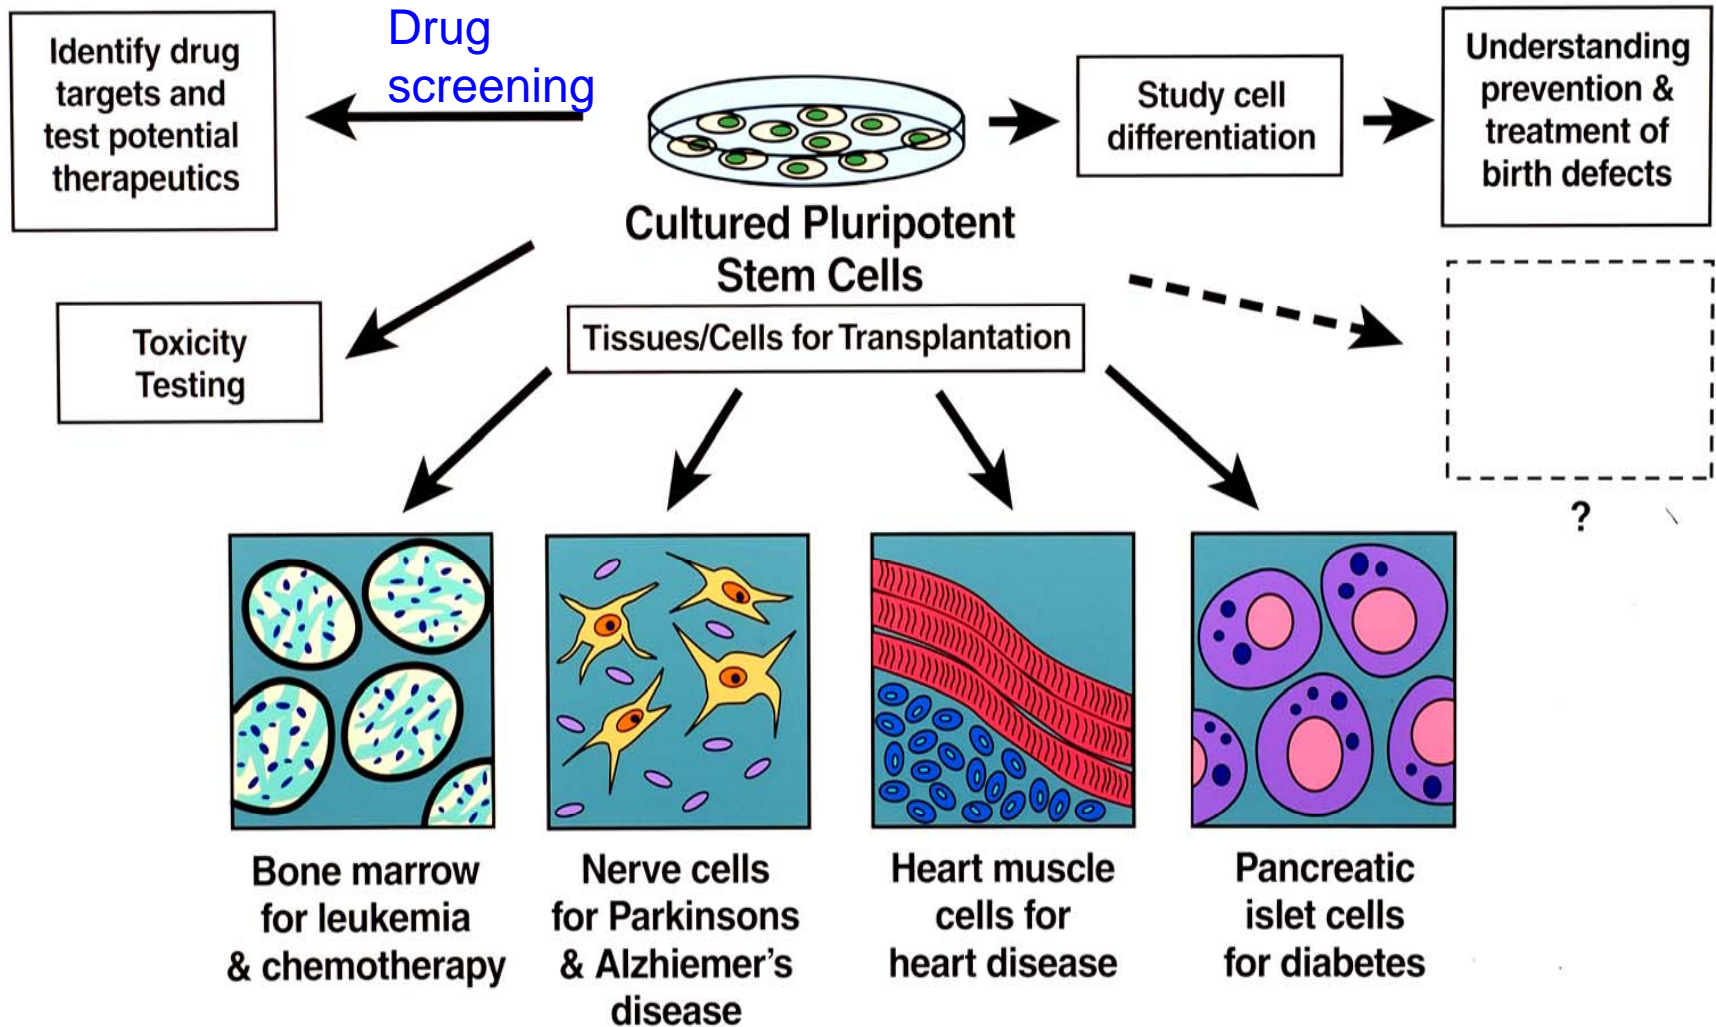 Identify drug
targets and
test potential
therapeutics
Drug
screening
Study cell
differentiation
Understanding
prevention &
treatment of
birth defects
Cultured Pluripotent
Stem Cells
Toxicity
Testing
Tissues/Cells for Transplantation
?
Bone marrow
for leukemia
& chemotherapy
Nerve cells
for Parkinsons
& Alzhiemer's
disease
Heart muscle
cells for
heart disease
Pancreatic
islet cells
for diabetes